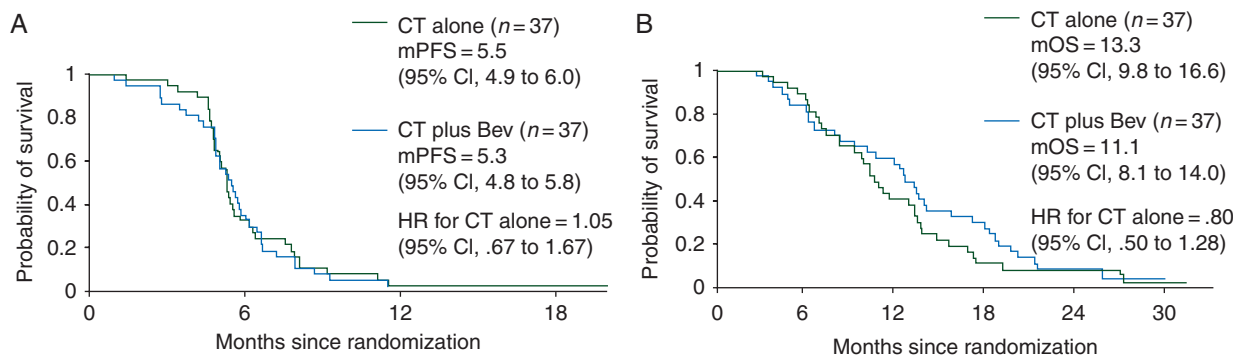 A
CT alone (n = 37)
mPFS = 5.5
(95% CI, 4.9 to 6.0)
CT plus Bev (n = 37)
mPFS = 5.3
(95% CI, 4.8 to 5.8)
HR for CT alone = 1.05
(95% CI, .67 to 1.67)
Probability of survival
1
0.8
0.6
0.4
0.2
0
0 6 12 18
Months since randomization
B
CT alone (n = 37)
mOS = 13.3
(95% CI, 9.8 to 16.6)
CT plus Bev (n = 37)
mOS = 11.1
(95% CI, 8.1 to 14.0)
HR for CT alone = .80
(95% CI, .50 to 1.28)
Probability of survival
1
0.8
0.6
0.4
0.2
0
0 6 12 18 24 30
Months since randomization